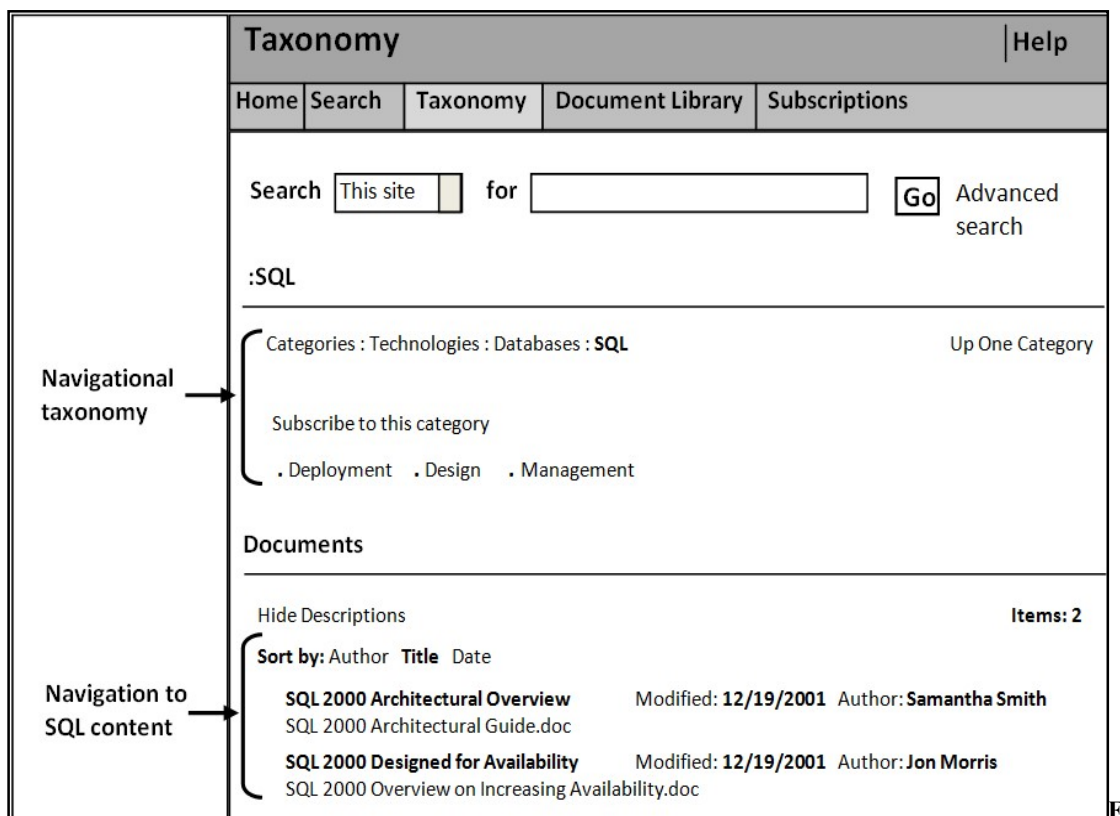 Taxonomy |Help
Home Search Taxonomy Document Library Subscriptions
Search This site for Go Advanced
search
:SQL
Categories : Technologies : Databases : SQL Up One Category
Navigational
taxonomy
Subscribe to this category
. Deployment . Design . Management
Documents
Hide Descriptions Items: 2
Sort by: Author Title Date
Navigation to
SQL content
SQL 2000 Architectural Overview Modified: 12/19/2001 Author: Samantha Smith
SQL 2000 Architectural Guide.doc
SQL 2000 Designed for Availability Modified: 12/19/2001 Author: Jon Morris
SQL 2000 Overview on Increasing Availability.doc